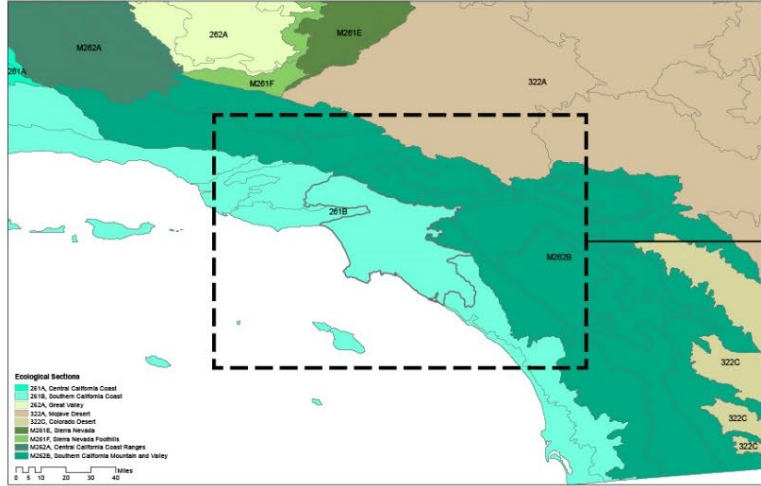 M262A
262A
M261E
261A
M261F
322A
261B
M262B
322C
322C
322C
Ecological Sections
261A, Central California Coast
261B, Southern California Coast
262A, Great Valley
322A, Mojave Desert
322C, Colorado Desert
M261E, Sierra Nevada
M261F, Sierra Nevada Foothills
M262A, Central California Coast Ranges
M262B, Southern California Mountain and Valley
Miles
0 5 10 20 30 40